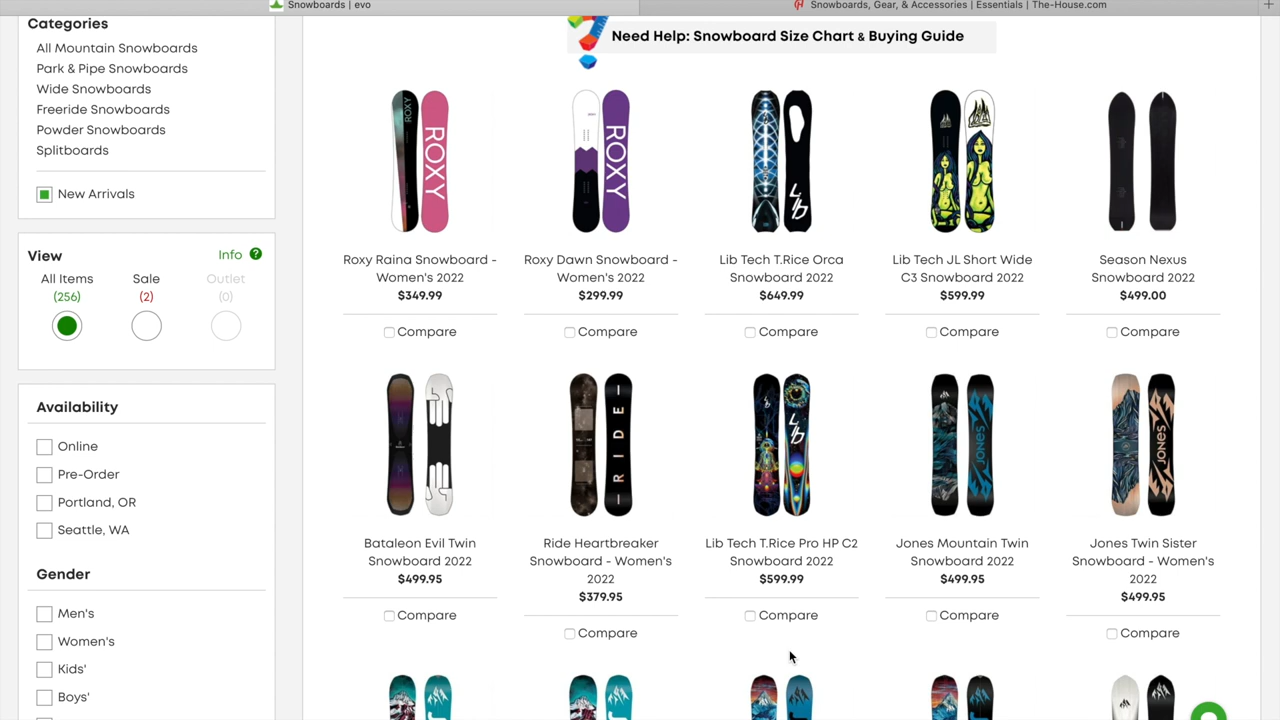 Snowboards | evo
Snowboards, Gear, & Accessories | Essentials | The-House.com
Categories
All Mountain Snowboards
Park & Pipe Snowboards
Wide Snowboards
Freeride Snowboards
Powder Snowboards
Splitboards
New Arrivals
View
Info ?
All Items
Sale
Outlet
(256)
(2)
(0)
Availability
Online
Pre-Order
Portland, OR
Seattle, WA
Gender
Men's
Women's
Kids'
Boys'
Need Help: Snowboard Size Chart & Buying Guide
ROXY
ROXY
ROXY
Lib
Roxy Raina Snowboard -
Women's 2022
$349.99
Compare
Roxy Dawn Snowboard -
Women's 2022
$299.99
Compare
Lib Tech T.Rice Orca
Snowboard 2022
$649.99
Compare
Lib Tech JL Short Wide
C3 Snowboard 2022
$599.99
Compare
Season Nexus
Snowboard 2022
$499.00
Compare
RIDE
Lib
JONES
JONES
Bataleon Evil Twin
Snowboard 2022
$499.95
Compare
Ride Heartbreaker
Snowboard - Women's
2022
$379.95
Compare
Lib Tech T.Rice Pro HP C2
Snowboard 2022
$599.99
Compare
Jones Mountain Twin
Snowboard 2022
$499.95
Compare
Jones Twin Sister
Snowboard - Women's
2022
$499.95
Compare